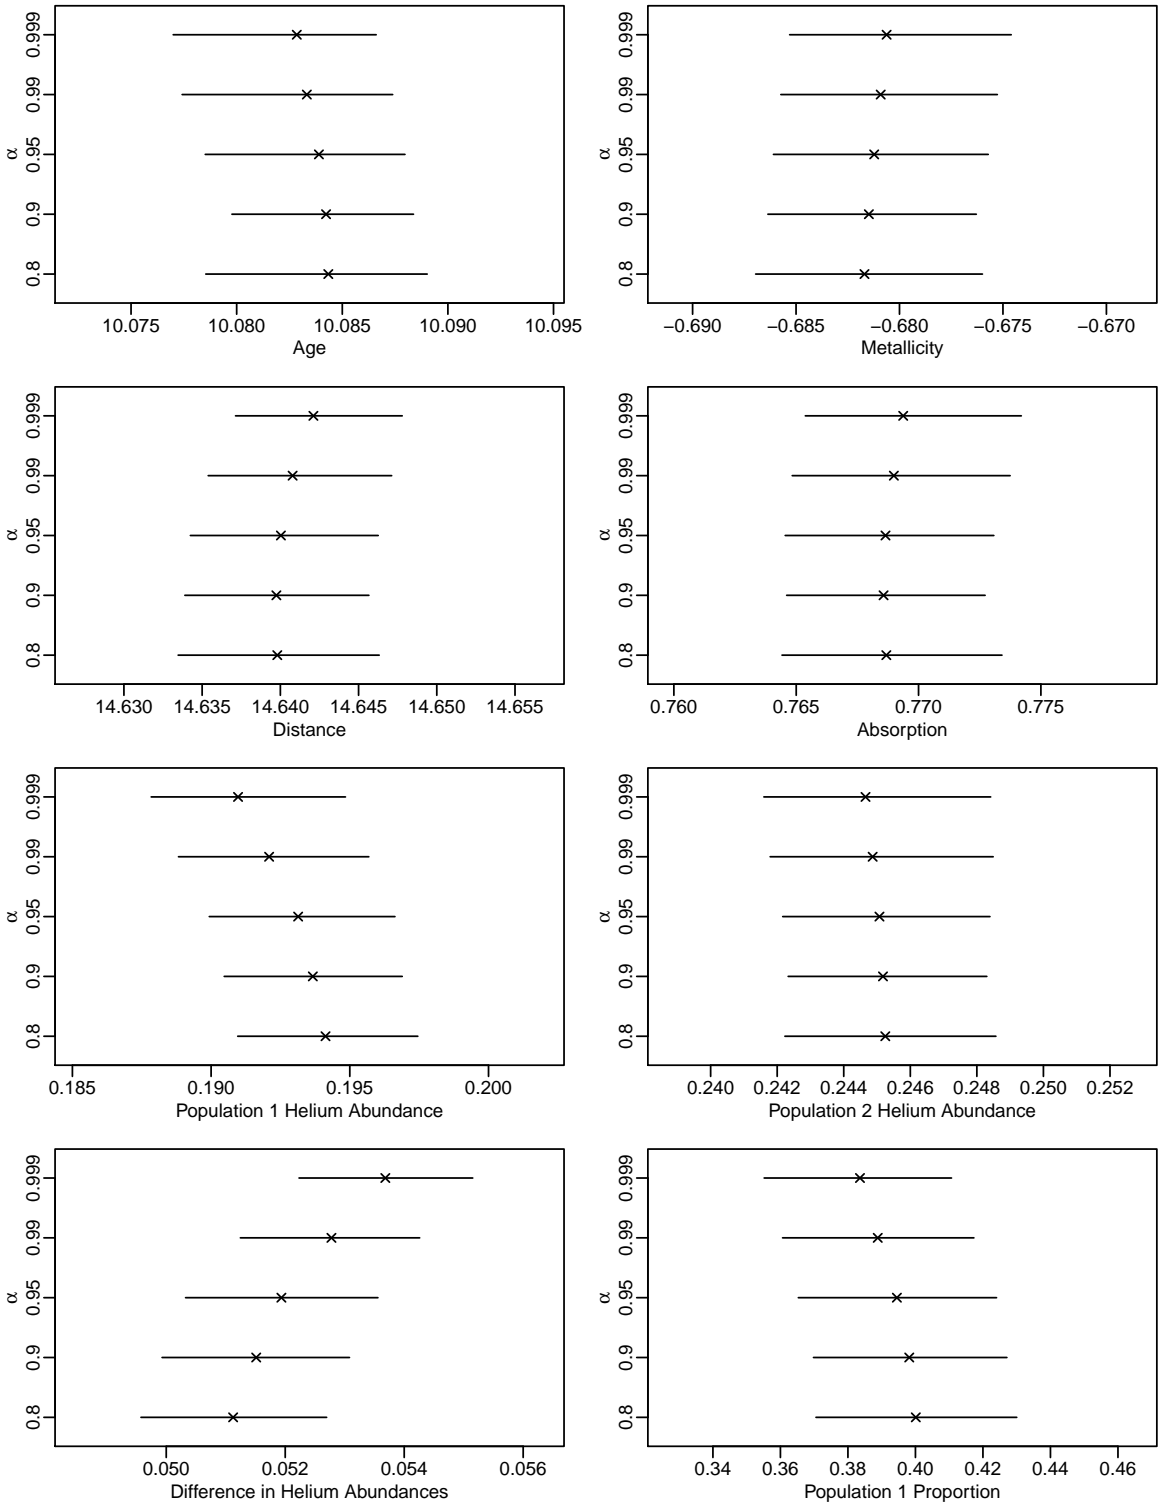 0.999
0.99
α
0.95
0.9
0.8
10.075 10.080 10.085 10.090 10.095
Age
0.999
0.99
α
0.95
0.9
0.8
−0.690 −0.685 −0.680 −0.675 −0.670
Metallicity
0.999
0.99
α
0.95
0.9
0.8
14.630 14.635 14.640 14.645 14.650 14.655
Distance
0.999
0.99
α
0.95
0.9
0.8
0.760 0.765 0.770 0.775
Absorption
0.999
0.99
α
0.95
0.9
0.8
0.185 0.190 0.195 0.200
Population 1 Helium Abundance
0.999
0.99
α
0.95
0.9
0.8
0.240 0.242 0.244 0.246 0.248 0.250 0.252
Population 2 Helium Abundance
0.999
0.99
α
0.95
0.9
0.8
0.050 0.052 0.054 0.056
Difference in Helium Abundances
0.999
0.99
α
0.95
0.9
0.8
0.34 0.36 0.38 0.40 0.42 0.44 0.46
Population 1 Proportion